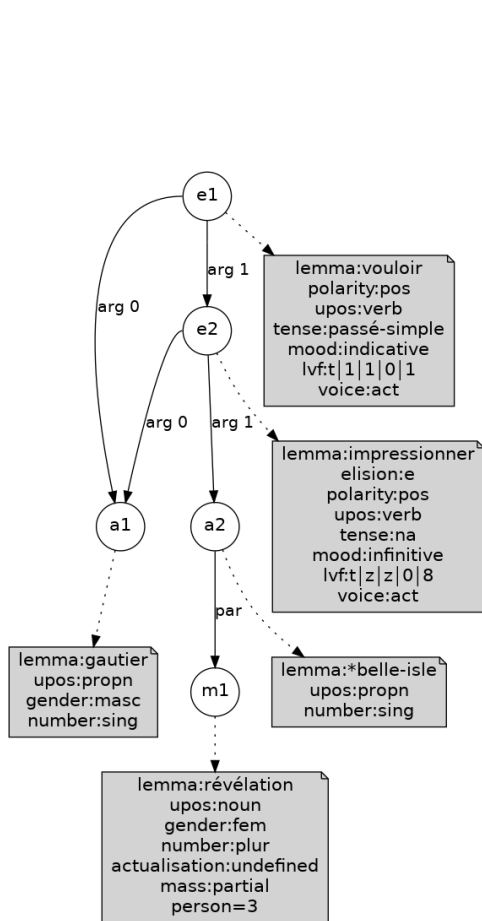 e1
arg 1
arg 0
lemma:vouloir
polarity:pos
upos:verb
tense:passé-simple
mood:indicative
lvf:t|1|1|0|1
voice:act
e2
arg 0
arg 1
lemma:impressionner
elision:e
polarity:pos
upos:verb
tense:na
mood:infinitive
lvf:t|z|z|0|8
voice:act
a1
a2
par
lemma:gautier
upos:propn
gender:masc
number:sing
m1
lemma:*belle-isle
upos:propn
number:sing
lemma:révélation
upos:noun
gender:fem
number:plur
actualisation:undefined
mass:partial
person=3